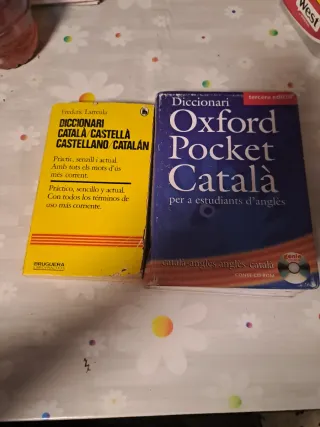 Frederic Larreula
DICCIONARI
CATALÀ/CASTELLÀ
CASTELLANO/CATALÁN
Pràctic, senzill i actual.
Amb tots els mots d'ús
més corrent.
Práctico, sencillo y actual.
Con todos los términos de
uso más corriente.
BRUGUERA
Diccionari
Oxford
Pocket
Català
per a estudiants d'anglès
català-anglès/anglès-català